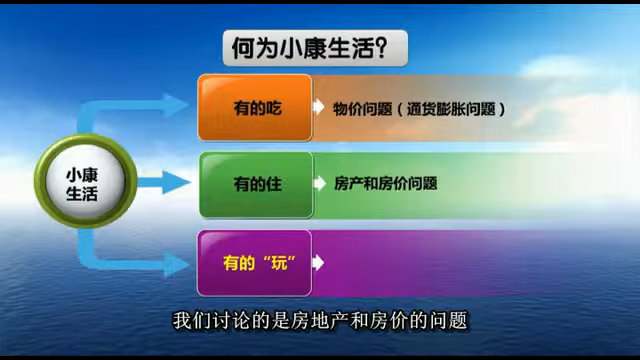 何为小康生活？
有的吃
物价问题（通货膨胀问题）
小康
生活
有的住
房产和房价问题
有的“玩”
我们讨论的是房地产和房价的问题